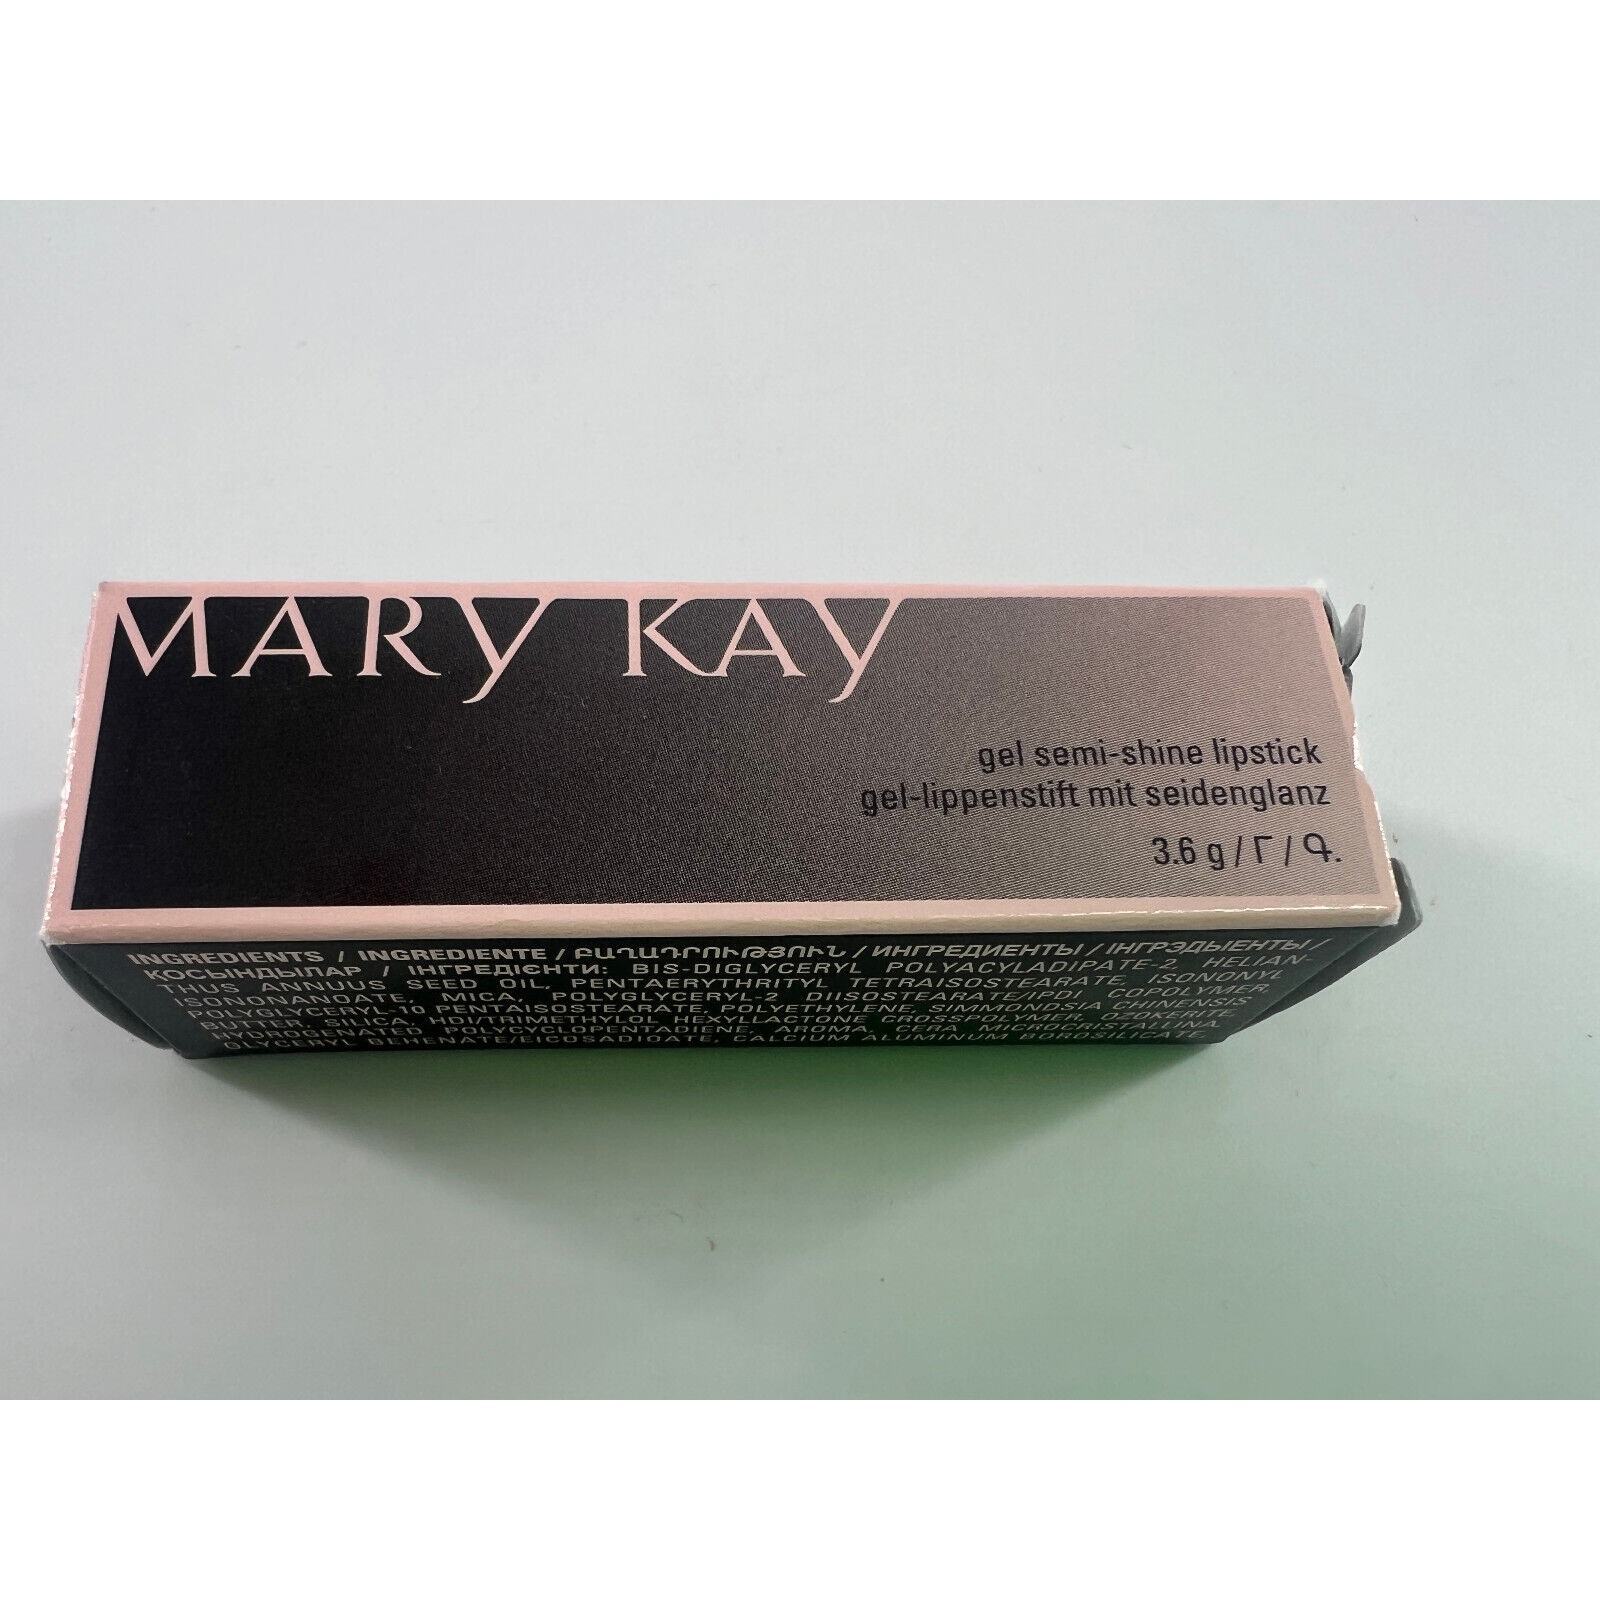 MARY KAY
gel semi-shine lipstick
gel-lippenstift mit seidenglanz
3.6 g / Г / Գ.
INGREDIENTS / INGREDIENTE / ԲԱՂԱԴՐՈՒԹՅՈՒՆ / ИНГРЕДИЕНТЫ / ІНГРЭДЫЕНТЫ /
ҚОСЫНДЫЛАР / ІНГРЕДІЄНТИ: BIS-DIGLYCERYL POLYACYLADIPATE-2, HELIAN-
THUS ANNUUS SEED OIL, PENTAERYTHRITYL TETRAISOSTEARATE, ISONONYL
ISONONANOATE, MICA, POLYGLYCERYL-2 DIISOSTEARATE/IPDI COPOLYMER,
POLYGLYCERYL-10 PENTAISOSTEARATE, POLYETHYLENE, SIMMONDSIA CHINENSIS
BUTTER, SILICA, HDI/TRIMETHYLOL HEXYLLACTONE CROSSPOLYMER, OZOKERITE,
HYDROGENATED POLYCYCLOPENTADIENE, AROMA, CERA MICROCRISTALLINA,
GLYCERYL BEHENATE/EICOSADIOATE, CALCIUM ALUMINUM BOROSILICATE,